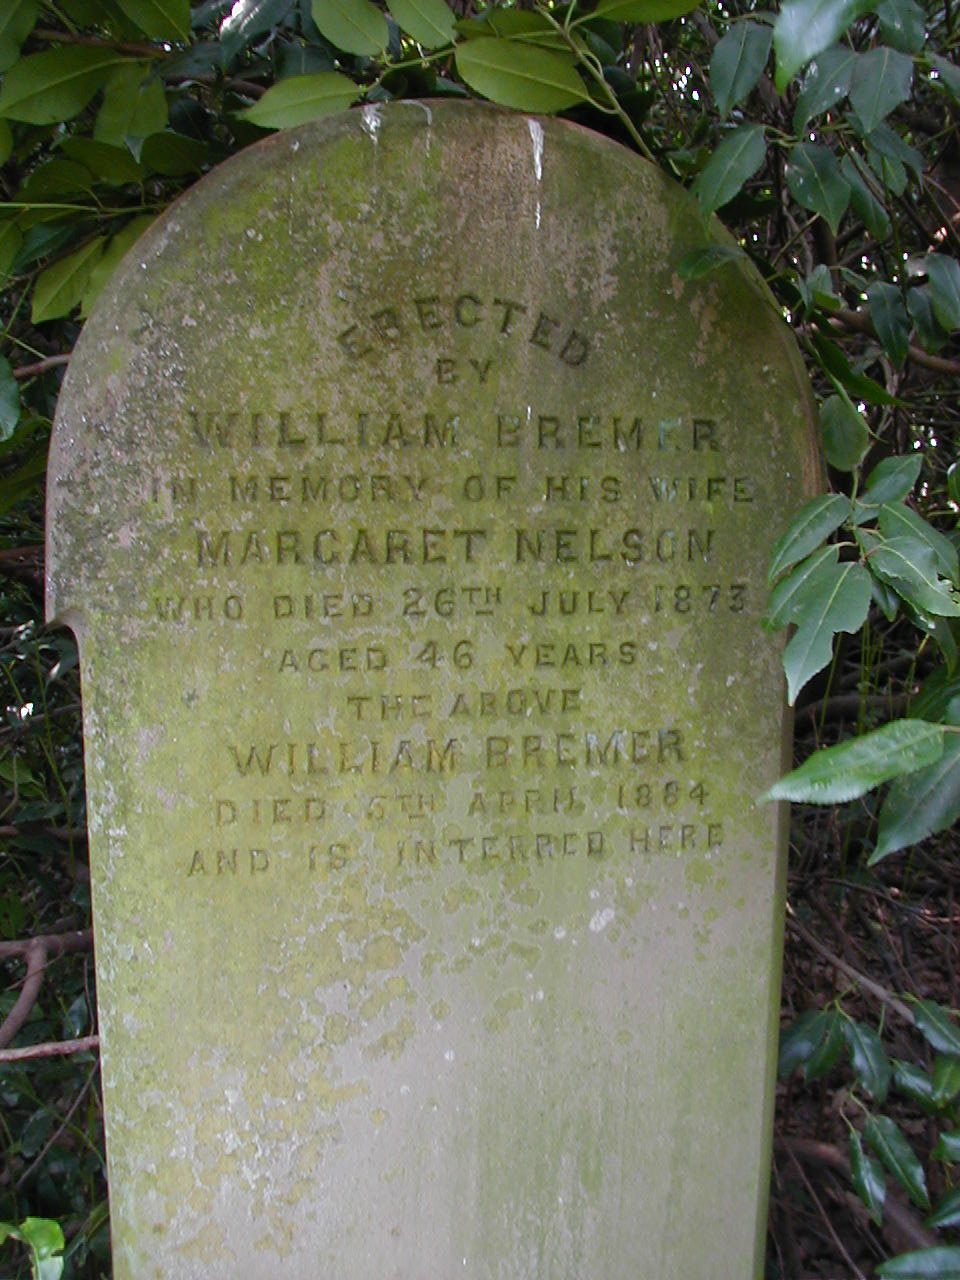 ERECTED
BY
WILLIAM BREMER
IN MEMORY OF HIS WIFE
MARGARET NELSON
WHO DIED 26TH JULY 1873
AGED 46 YEARS
THE ABOVE
WILLIAM BREMER
DIED 5TH APRIL 1884
AND IS INTERRED HERE